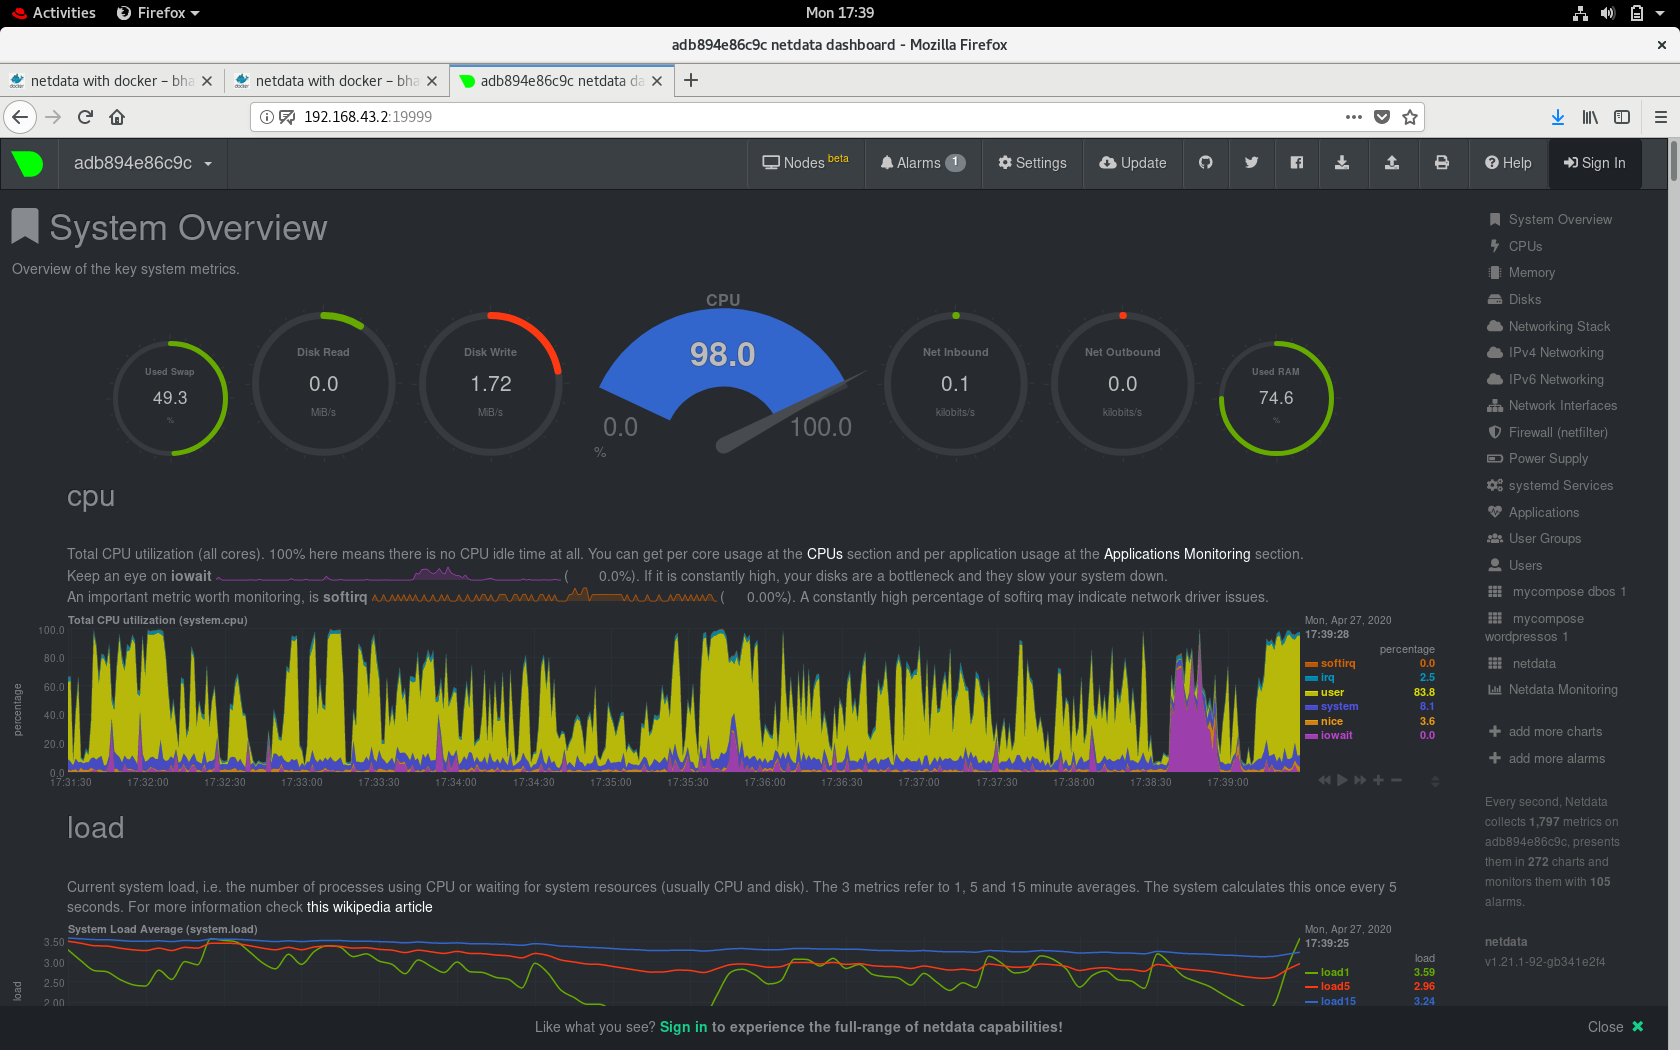 Activities Firefox Mon 17:39
adb894e86c9c netdata dashboard - Mozilla Firefox
netdata with docker – bha netdata with docker – bha adb894e86c9c netdata da
192.168.43.2:19999
adb894e86c9c Nodes beta Alarms 1 Settings Update Help Sign In
System Overview
Overview of the key system metrics.
Used Swap
49.3
%
Disk Read
0.0
MiB/s
Disk Write
1.72
MiB/s
CPU
98.0
0.0 100.0
%
Net Inbound
0.1
kilobits/s
Net Outbound
0.0
kilobits/s
Used RAM
74.6
%
cpu
Total CPU utilization (all cores). 100% here means there is no CPU idle time at all. You can get per core usage at the CPUs section and per application usage at the Applications Monitoring section.
Keep an eye on iowait ( 0.0%). If it is constantly high, your disks are a bottleneck and they slow your system down.
An important metric worth monitoring, is softirq ( 0.00%). A constantly high percentage of softirq may indicate network driver issues.
Total CPU utilization (system.cpu)
percentage
100.0
80.0
60.0
40.0
20.0
0.0
17:31:30 17:32:00 17:32:30 17:33:00 17:33:30 17:34:00 17:34:30 17:35:00 17:35:30 17:36:00 17:36:30 17:37:00 17:37:30 17:38:00 17:38:30 17:39:00
Mon, Apr 27, 2020
17:39:28
percentage
softirq 0.0
irq 2.5
user 83.8
system 8.1
nice 3.6
iowait 0.0
load
Current system load, i.e. the number of processes using CPU or waiting for system resources (usually CPU and disk). The 3 metrics refer to 1, 5 and 15 minute averages. The system calculates this once every 5
seconds. For more information check this wikipedia article
System Load Average (system.load)
load
3.50
3.00
2.50
2.00
Mon, Apr 27, 2020
17:39:25
load
load1 3.59
load5 2.96
load15 3.24
System Overview
CPUs
Memory
Disks
Networking Stack
IPv4 Networking
IPv6 Networking
Network Interfaces
Firewall (netfilter)
Power Supply
systemd Services
Applications
User Groups
Users
mycompose dbos 1
mycompose
wordpressos 1
netdata
Netdata Monitoring
add more charts
add more alarms
Every second, Netdata
collects 1,797 metrics on
adb894e86c9c, presents
them in 272 charts and
monitors them with 105
alarms.
netdata
v1.21.1-92-gb341e2f4
Like what you see? Sign in to experience the full-range of netdata capabilities!
Close